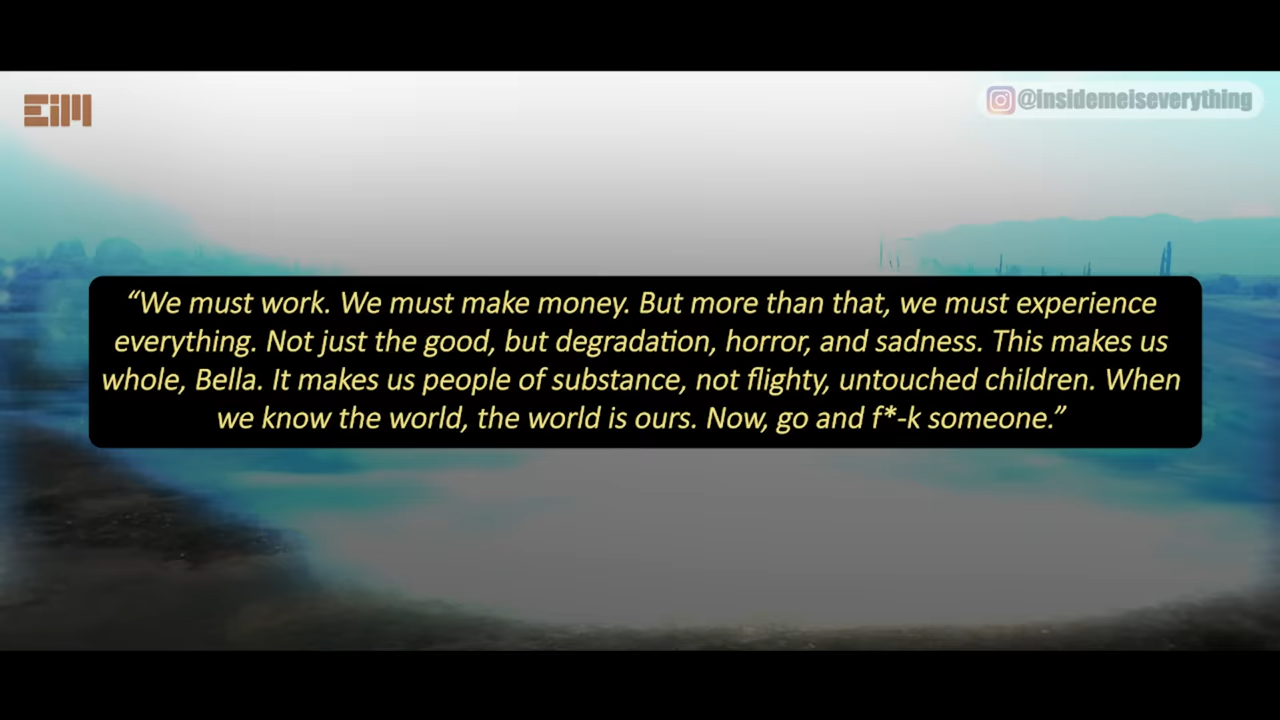 EiM
@insidemeiseverything
“We must work. We must make money. But more than that, we must experience
everything. Not just the good, but degradation, horror, and sadness. This makes us
whole, Bella. It makes us people of substance, not flighty, untouched children. When
we know the world, the world is ours. Now, go and f*-k someone.”